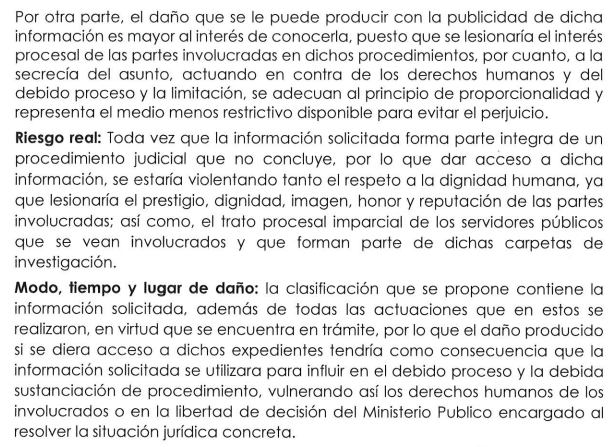 Por otra parte, el daño que se le puede producir con la publicidad de dicha
información es mayor al interés de conocerla, puesto que se lesionaría el interés
procesal de las partes involucradas en dichos procedimientos, por cuanto, a la
secrecía del asunto, actuando en contra de los derechos humanos y del
debido proceso y la limitación, se adecuan al principio de proporcionalidad y
representa el medio menos restrictivo disponible para evitar el perjuicio.
Riesgo real: Toda vez que la información solicitada forma parte integra de un
procedimiento judicial que no concluye, por lo que dar acceso a dicha
información, se estaría violentando tanto el respeto a la dignidad humana, ya
que lesionaría el prestigio, dignidad, imagen, honor y reputación de las partes
involucradas; así como, el trato procesal imparcial de los servidores públicos
que se vean involucrados y que forman parte de dichas carpetas de
investigación.
Modo, tiempo y lugar de daño: la clasificación que se propone contiene la
información solicitada, además de todas las actuaciones que en estos se
realizaron, en virtud que se encuentra en trámite, por lo que el daño producido
si se diera acceso a dichos expedientes tendría como consecuencia que la
información solicitada se utilizara para influir en el debido proceso y la debida
sustanciación de procedimiento, vulnerando así los derechos humanos de los
involucrados o en la libertad de decisión del Ministerio Publico encargado al
resolver la situación jurídica concreta.